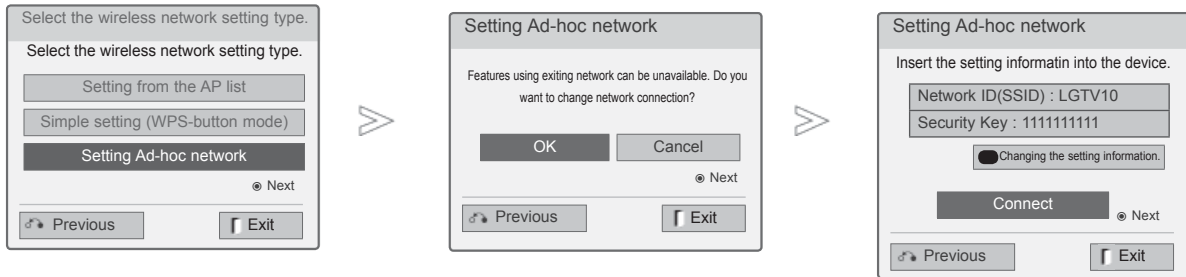 Select the wireless network setting type.
Select the wireless network setting type.
Setting from the AP list
Simple setting (WPS-button mode)
Setting Ad-hoc network
Next
Previous
Exit
Setting Ad-hoc network
Features using exiting network can be unavailable. Do you
want to change network connection?
OK Cancel
Next
Previous
Exit
Setting Ad-hoc network
Insert the setting informatin into the device.
Network ID(SSID) : LGTV10
Security Key : 1111111111
Changing the setting information.
Connect
Next
Previous
Exit